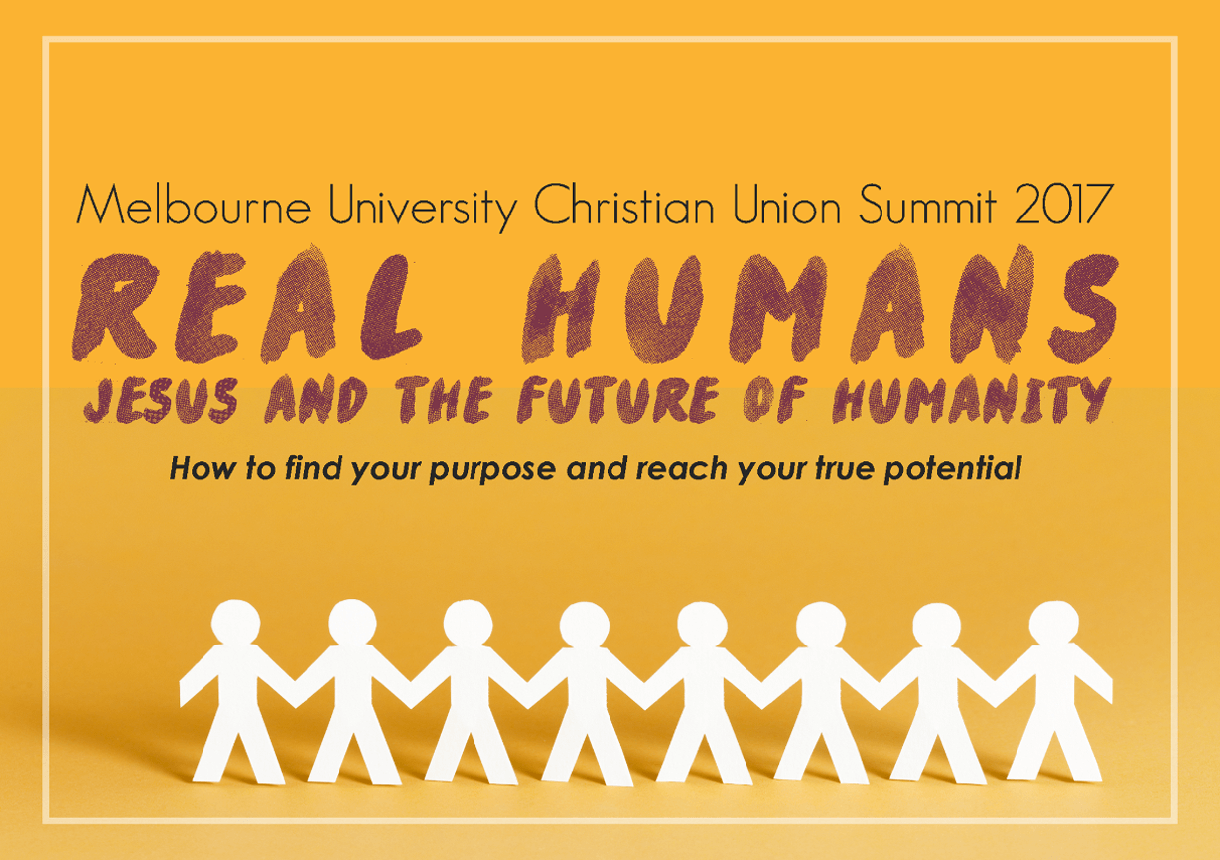 Melbourne University Christian Union Summit 2017
REAL HUMANS
JESUS AND THE FUTURE OF HUMANITY
How to find your purpose and reach your true potential